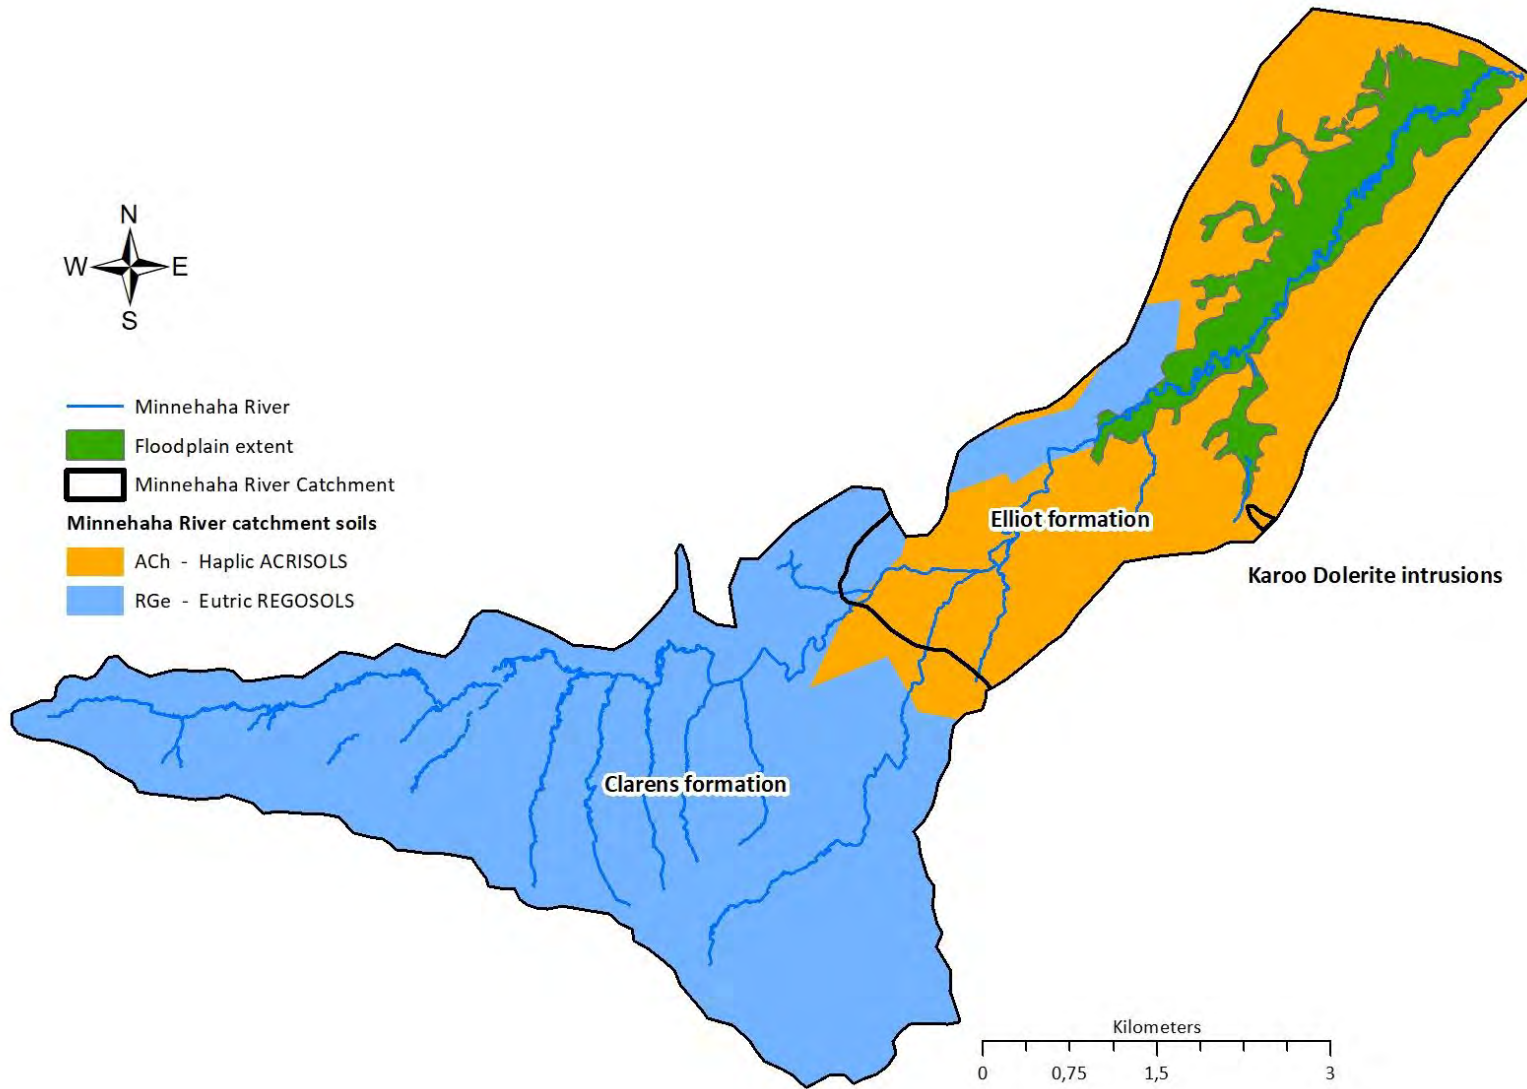 N
W E
S
Minnehaha River
Floodplain extent
Minnehaha River Catchment
Minnehaha River catchment soils
ACh - Haplic ACRISOLS
RGe - Eutric REGOSOLS
Elliot formation
Karoo Dolerite intrusions
Clarens formation
Kilometers
0 0,75 1,5 3